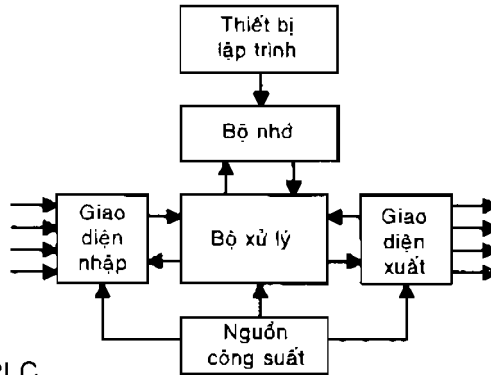 Thiết bị
lập trình
Bộ nhớ
Giao
diện
nhập
Bộ xử lý
Giao
diện
xuất
Nguồn
công suất
PLC